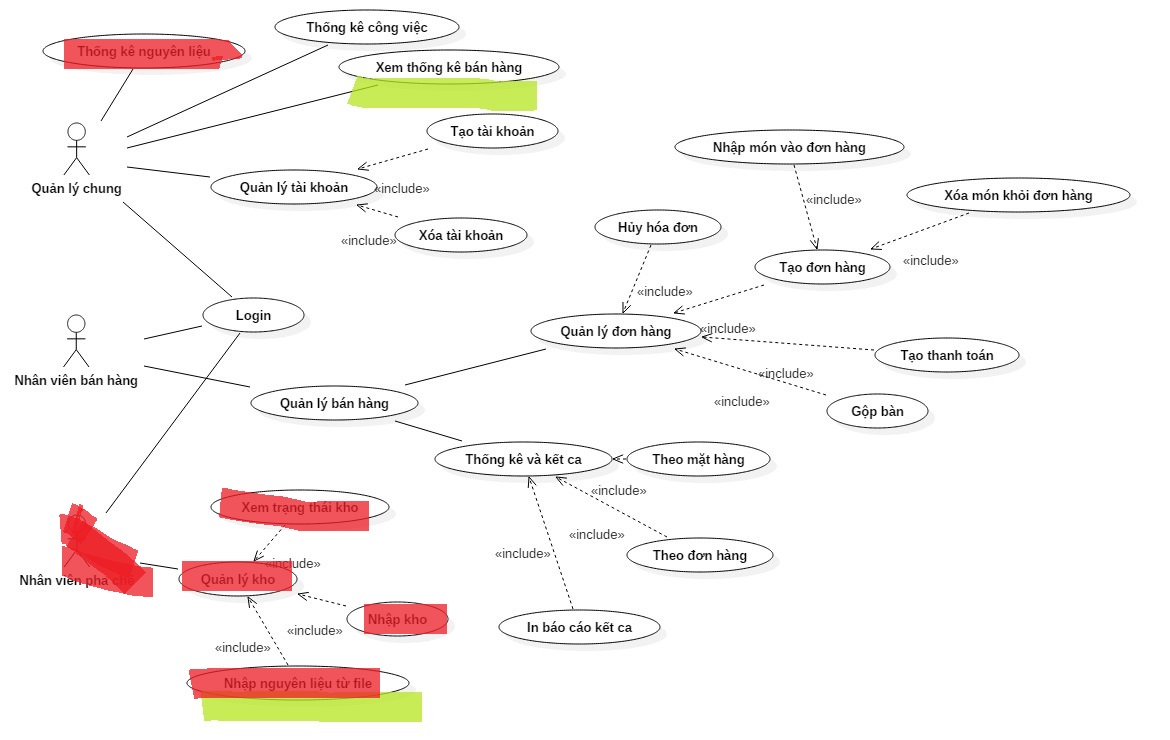 Thống kê công việc
Thống kê nguyên liệu
Xem thống kê bán hàng
Tạo tài khoản
Nhập món vào đơn hàng
Quản lý chung
Quản lý tài khoản
«include»
Xóa món khỏi đơn hàng
«include»
Hủy hóa đơn
Xóa tài khoản
«include»
Tạo đơn hàng
«include»
«include»
Login
Quản lý đơn hàng
«include»
Tạo thanh toán
Nhân viên bán hàng
«include»
Quản lý bán hàng
«include»
Gộp bàn
Thống kê và kết ca
Theo mặt hàng
«include»
Xem trạng thái kho
«include»
«include»
Theo đơn hàng
«include»
Nhân viên pha chế
Quản lý kho
Nhập kho
«include»
In báo cáo kết ca
«include»
Nhập nguyên liệu từ file